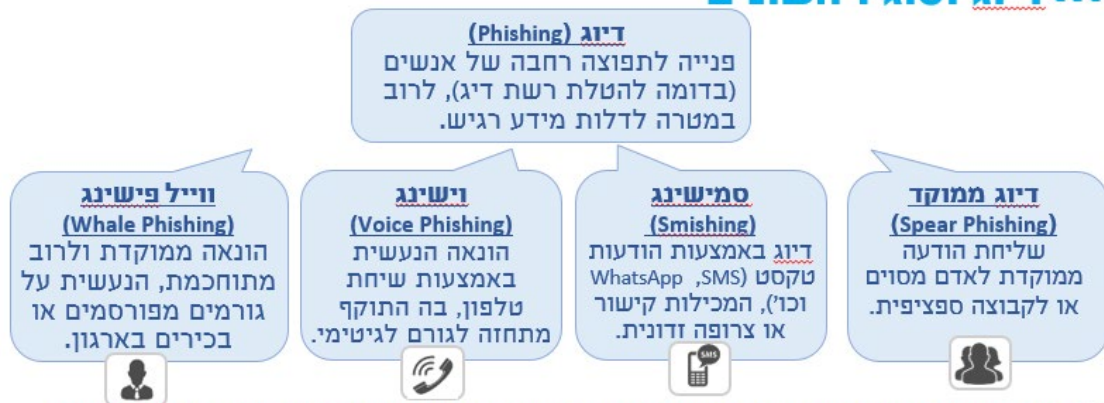 דיוג (Phishing)
פנייה לתפוצה רחבה של אנשים
(בדומה להטלת רשת דיג), לרוב
במטרה לדלות מידע רגיש.
דיוג ממוקד
(Spear Phishing)
שליחת הודעה
ממוקדת לאדם מסוים
או לקבוצה ספציפית.
סמישינג
(Smishing)
דיוג באמצעות הודעות
טקסט (WhatsApp ,SMS
וכו'), המכילות קישור
או צרופה זדונית.
SMS
וישינג
(Voice Phishing)
הונאה הנעשית
באמצעות שיחת
טלפון, בה התוקף
מתחזה לגורם לגיטימי.
ווייל פישינג
(Whale Phishing)
הונאה ממוקדת ולרוב
מתוחכמת, הנעשית על
גורמים מפורסמים או
בכירים בארגון.